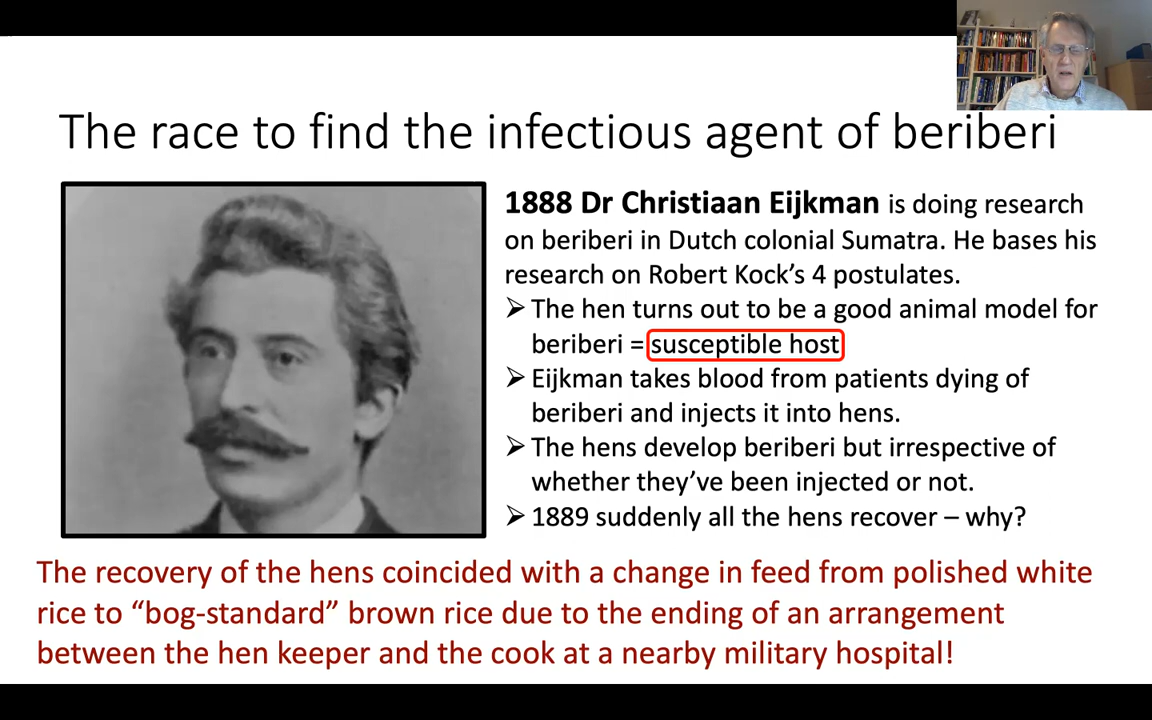 The race to find the infectious agent of beriberi
1888 Dr Christiaan Eijkman is doing research
on beriberi in Dutch colonial Sumatra. He bases his
research on Robert Kock’s 4 postulates.
➢ The hen turns out to be a good animal model for
beriberi = susceptible host
➢ Eijkman takes blood from patients dying of
beriberi and injects it into hens.
➢ The hens develop beriberi but irrespective of
whether they’ve been injected or not.
➢ 1889 suddenly all the hens recover – why?
The recovery of the hens coincided with a change in feed from polished white
rice to “bog-standard” brown rice due to the ending of an arrangement
between the hen keeper and the cook at a nearby military hospital!